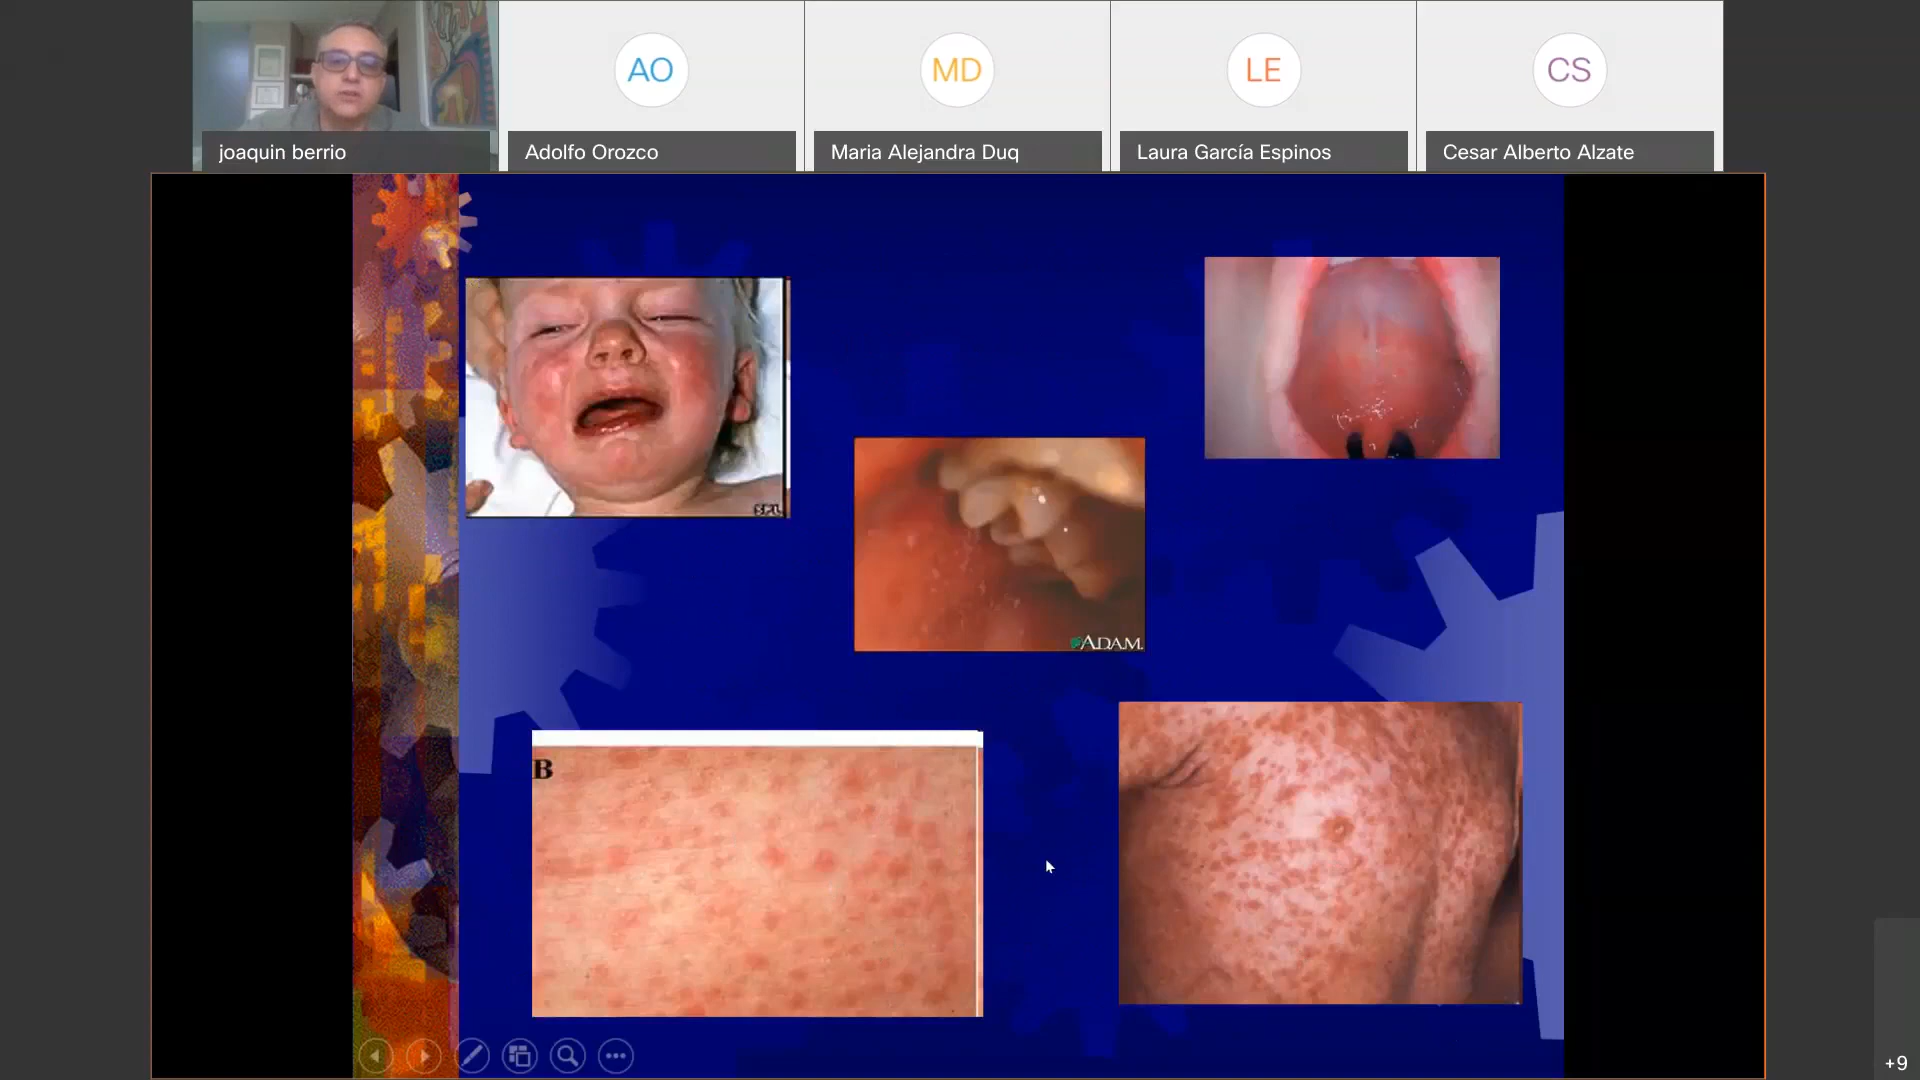 AO
MD
LE
CS
joaquin berrio
Adolfo Orozco
Maria Alejandra Duq
Laura García Espinos
Cesar Alberto Alzate
SPL
ADAM.
B
+9